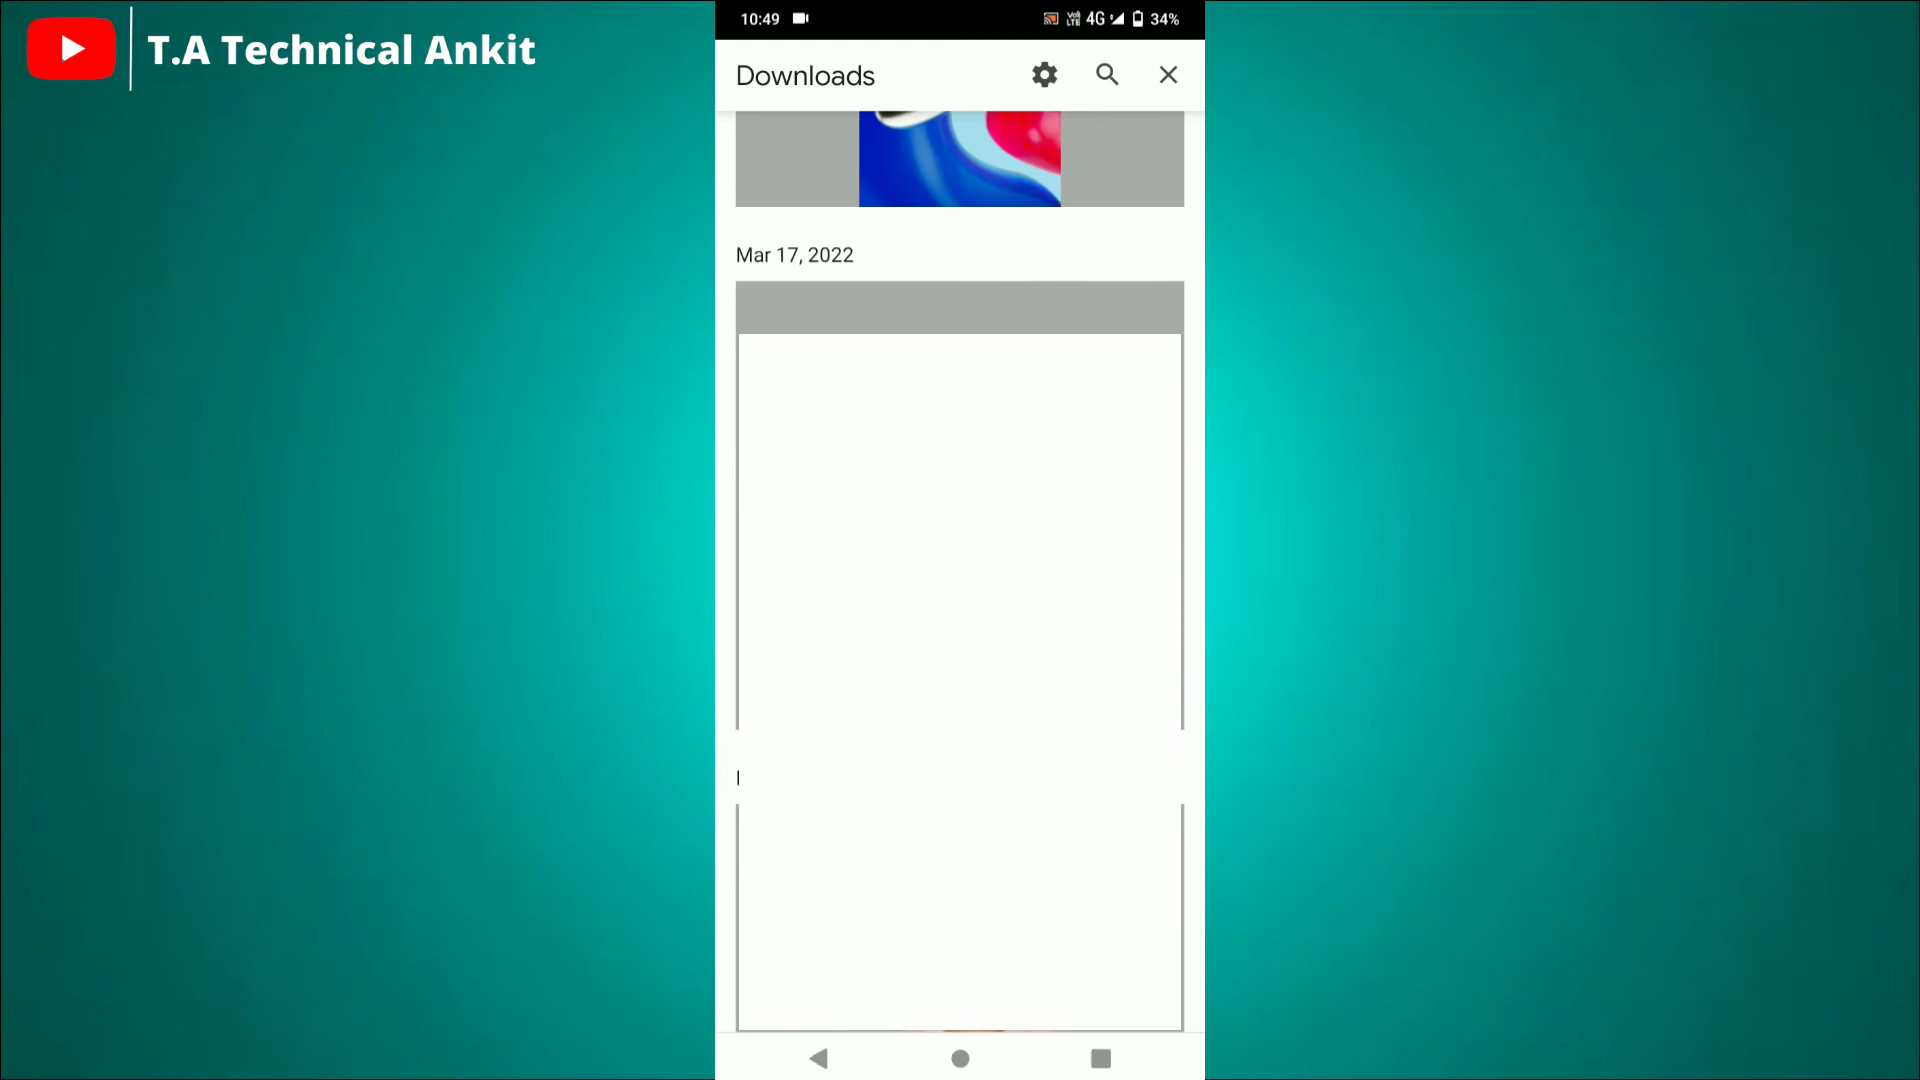 T.A Technical Ankit
10:49
4G
34%
Downloads
Mar 17, 2022